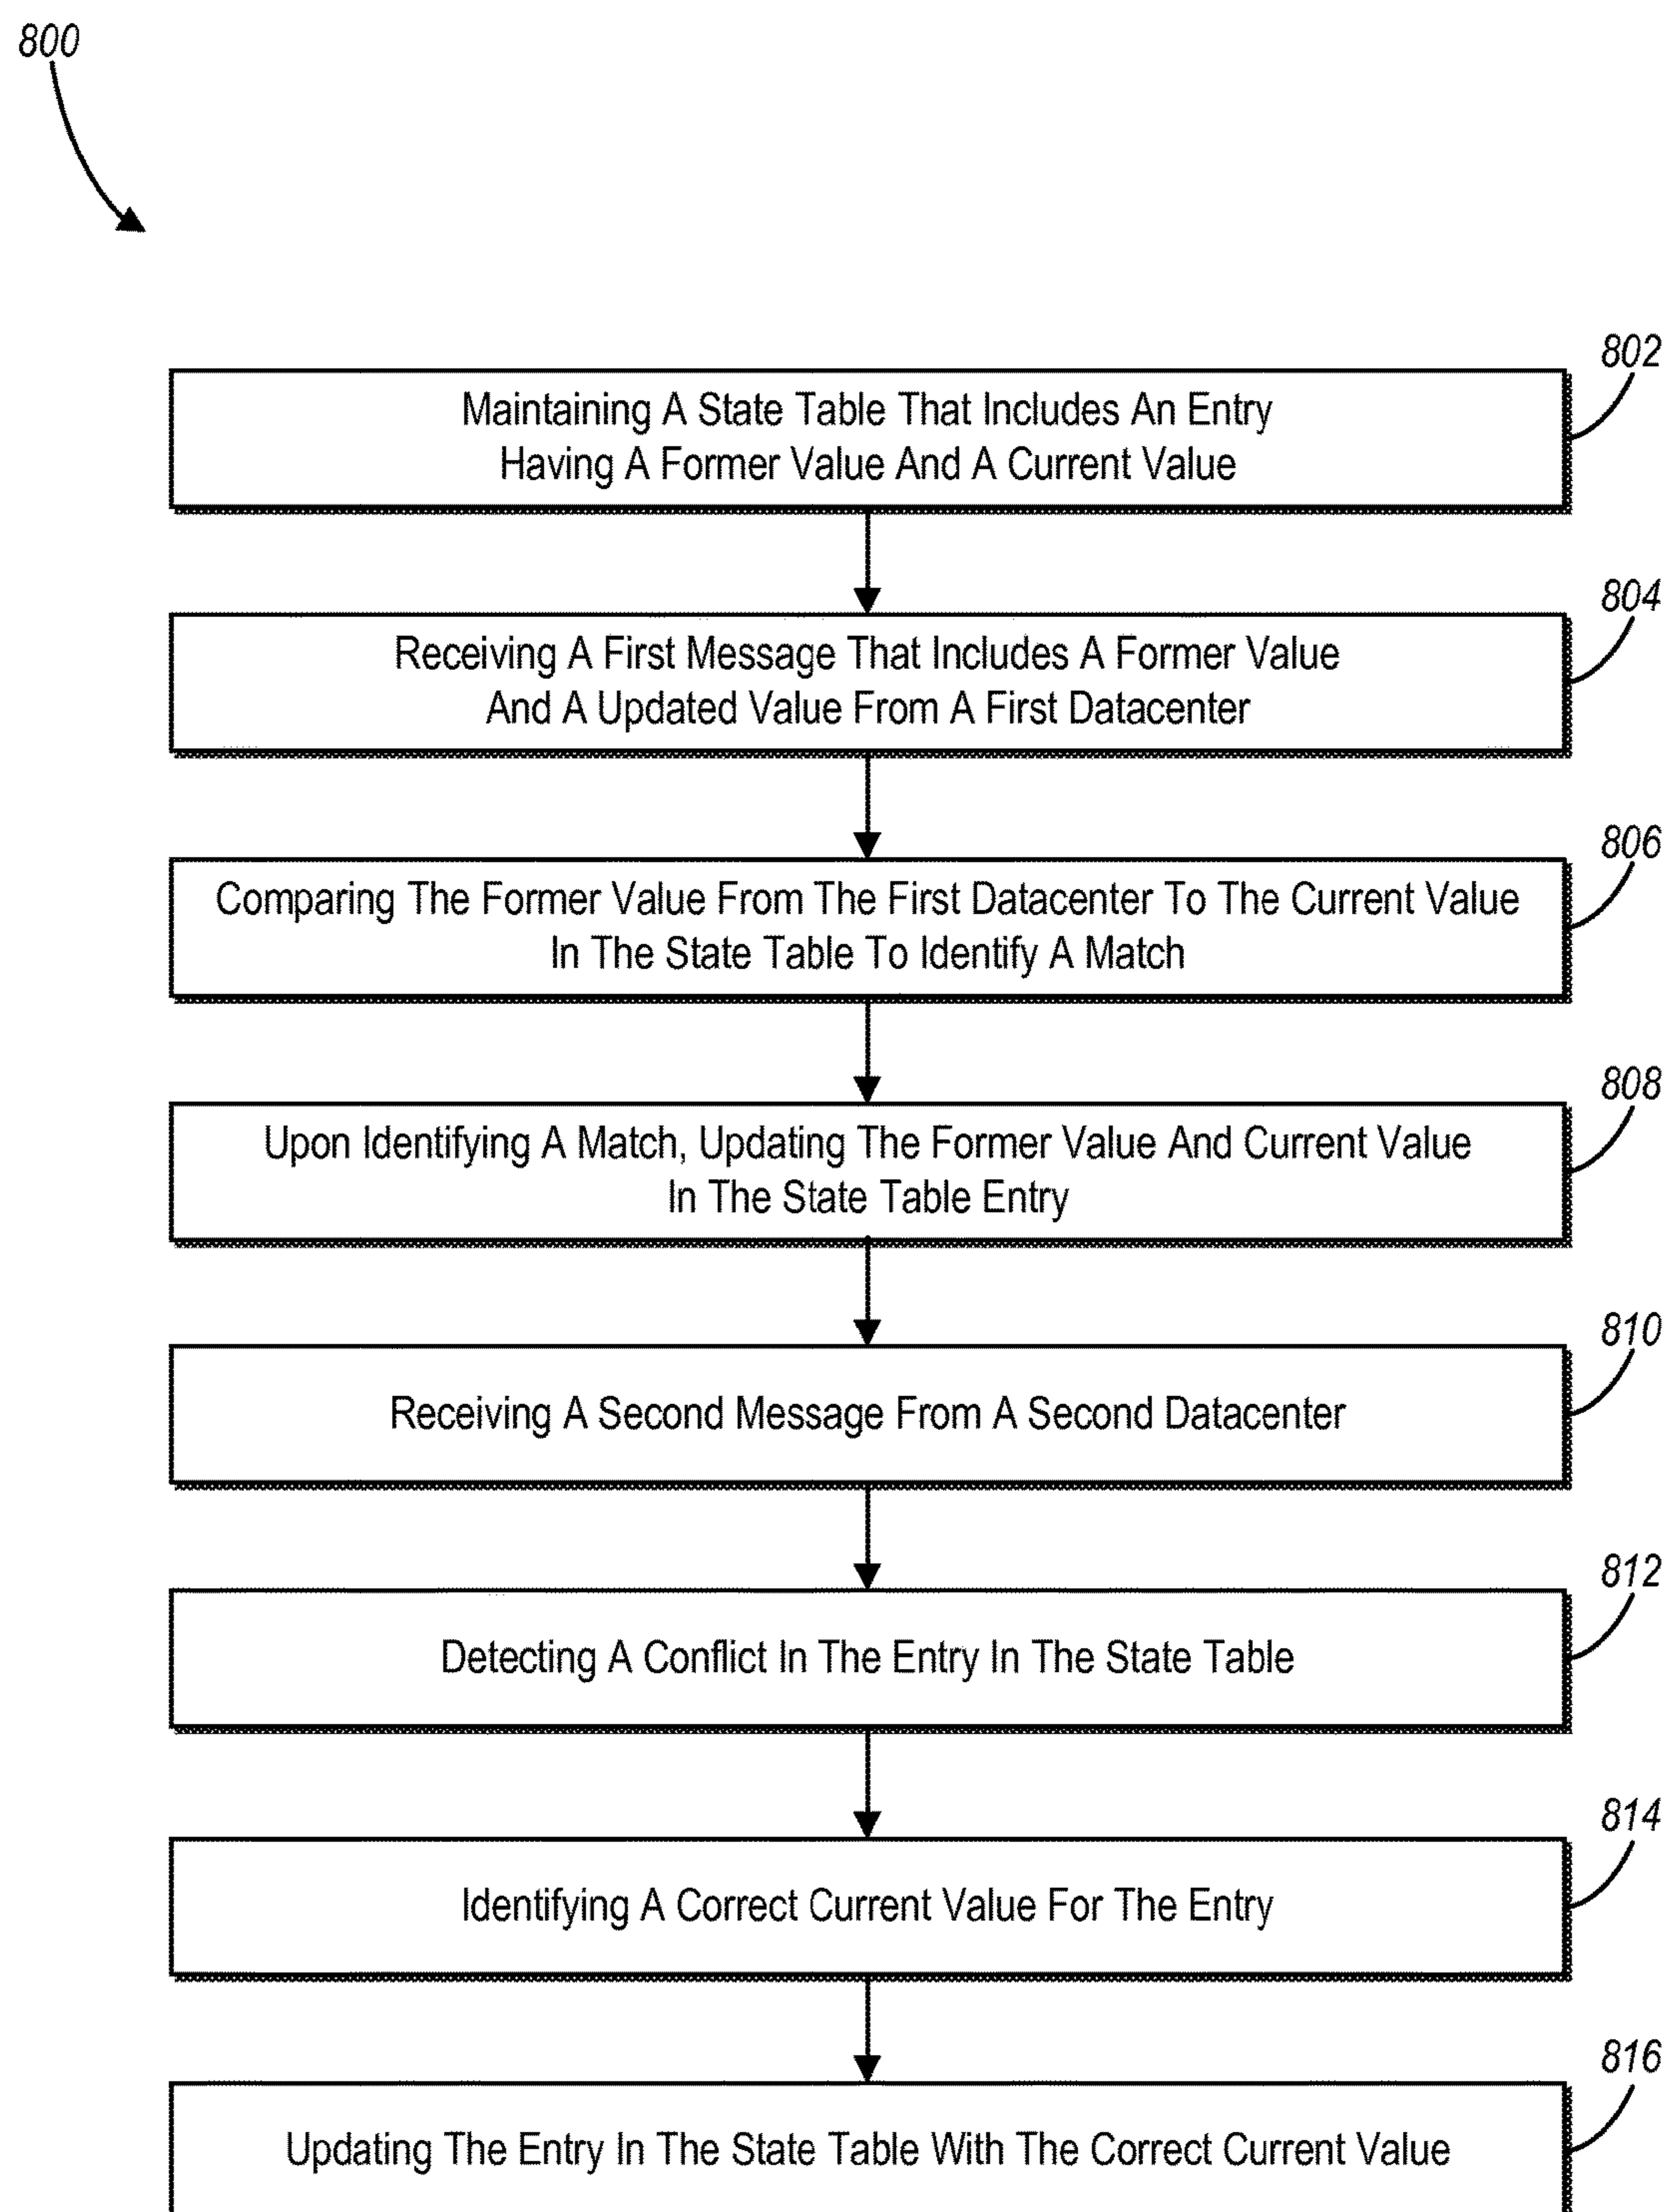 800
802
Maintaining A State Table That Includes An Entry
Having A Former Value And A Current Value
804
Receiving A First Message That Includes A Former Value
And A Updated Value From A First Datacenter
806
Comparing The Former Value From The First Datacenter To The Current Value
In The State Table To Identify A Match
808
Upon Identifying A Match, Updating The Former Value And Current Value
In The State Table Entry
810
Receiving A Second Message From A Second Datacenter
812
Detecting A Conflict In The Entry In The State Table
814
Identifying A Correct Current Value For The Entry
816
Updating The Entry In The State Table With The Correct Current Value